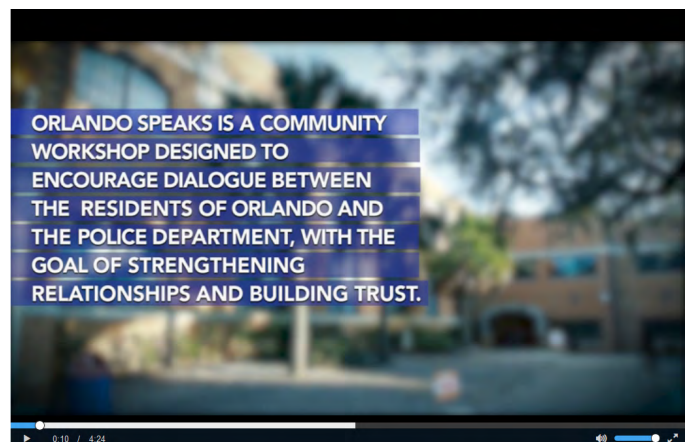 ORLANDO SPEAKS IS A COMMUNITY
WORKSHOP DESIGNED TO
ENCOURAGE DIALOGUE BETWEEN
THE RESIDENTS OF ORLANDO AND
THE POLICE DEPARTMENT, WITH THE
GOAL OF STRENGTHENING
RELATIONSHIPS AND BUILDING TRUST.
0:10 / 4:24